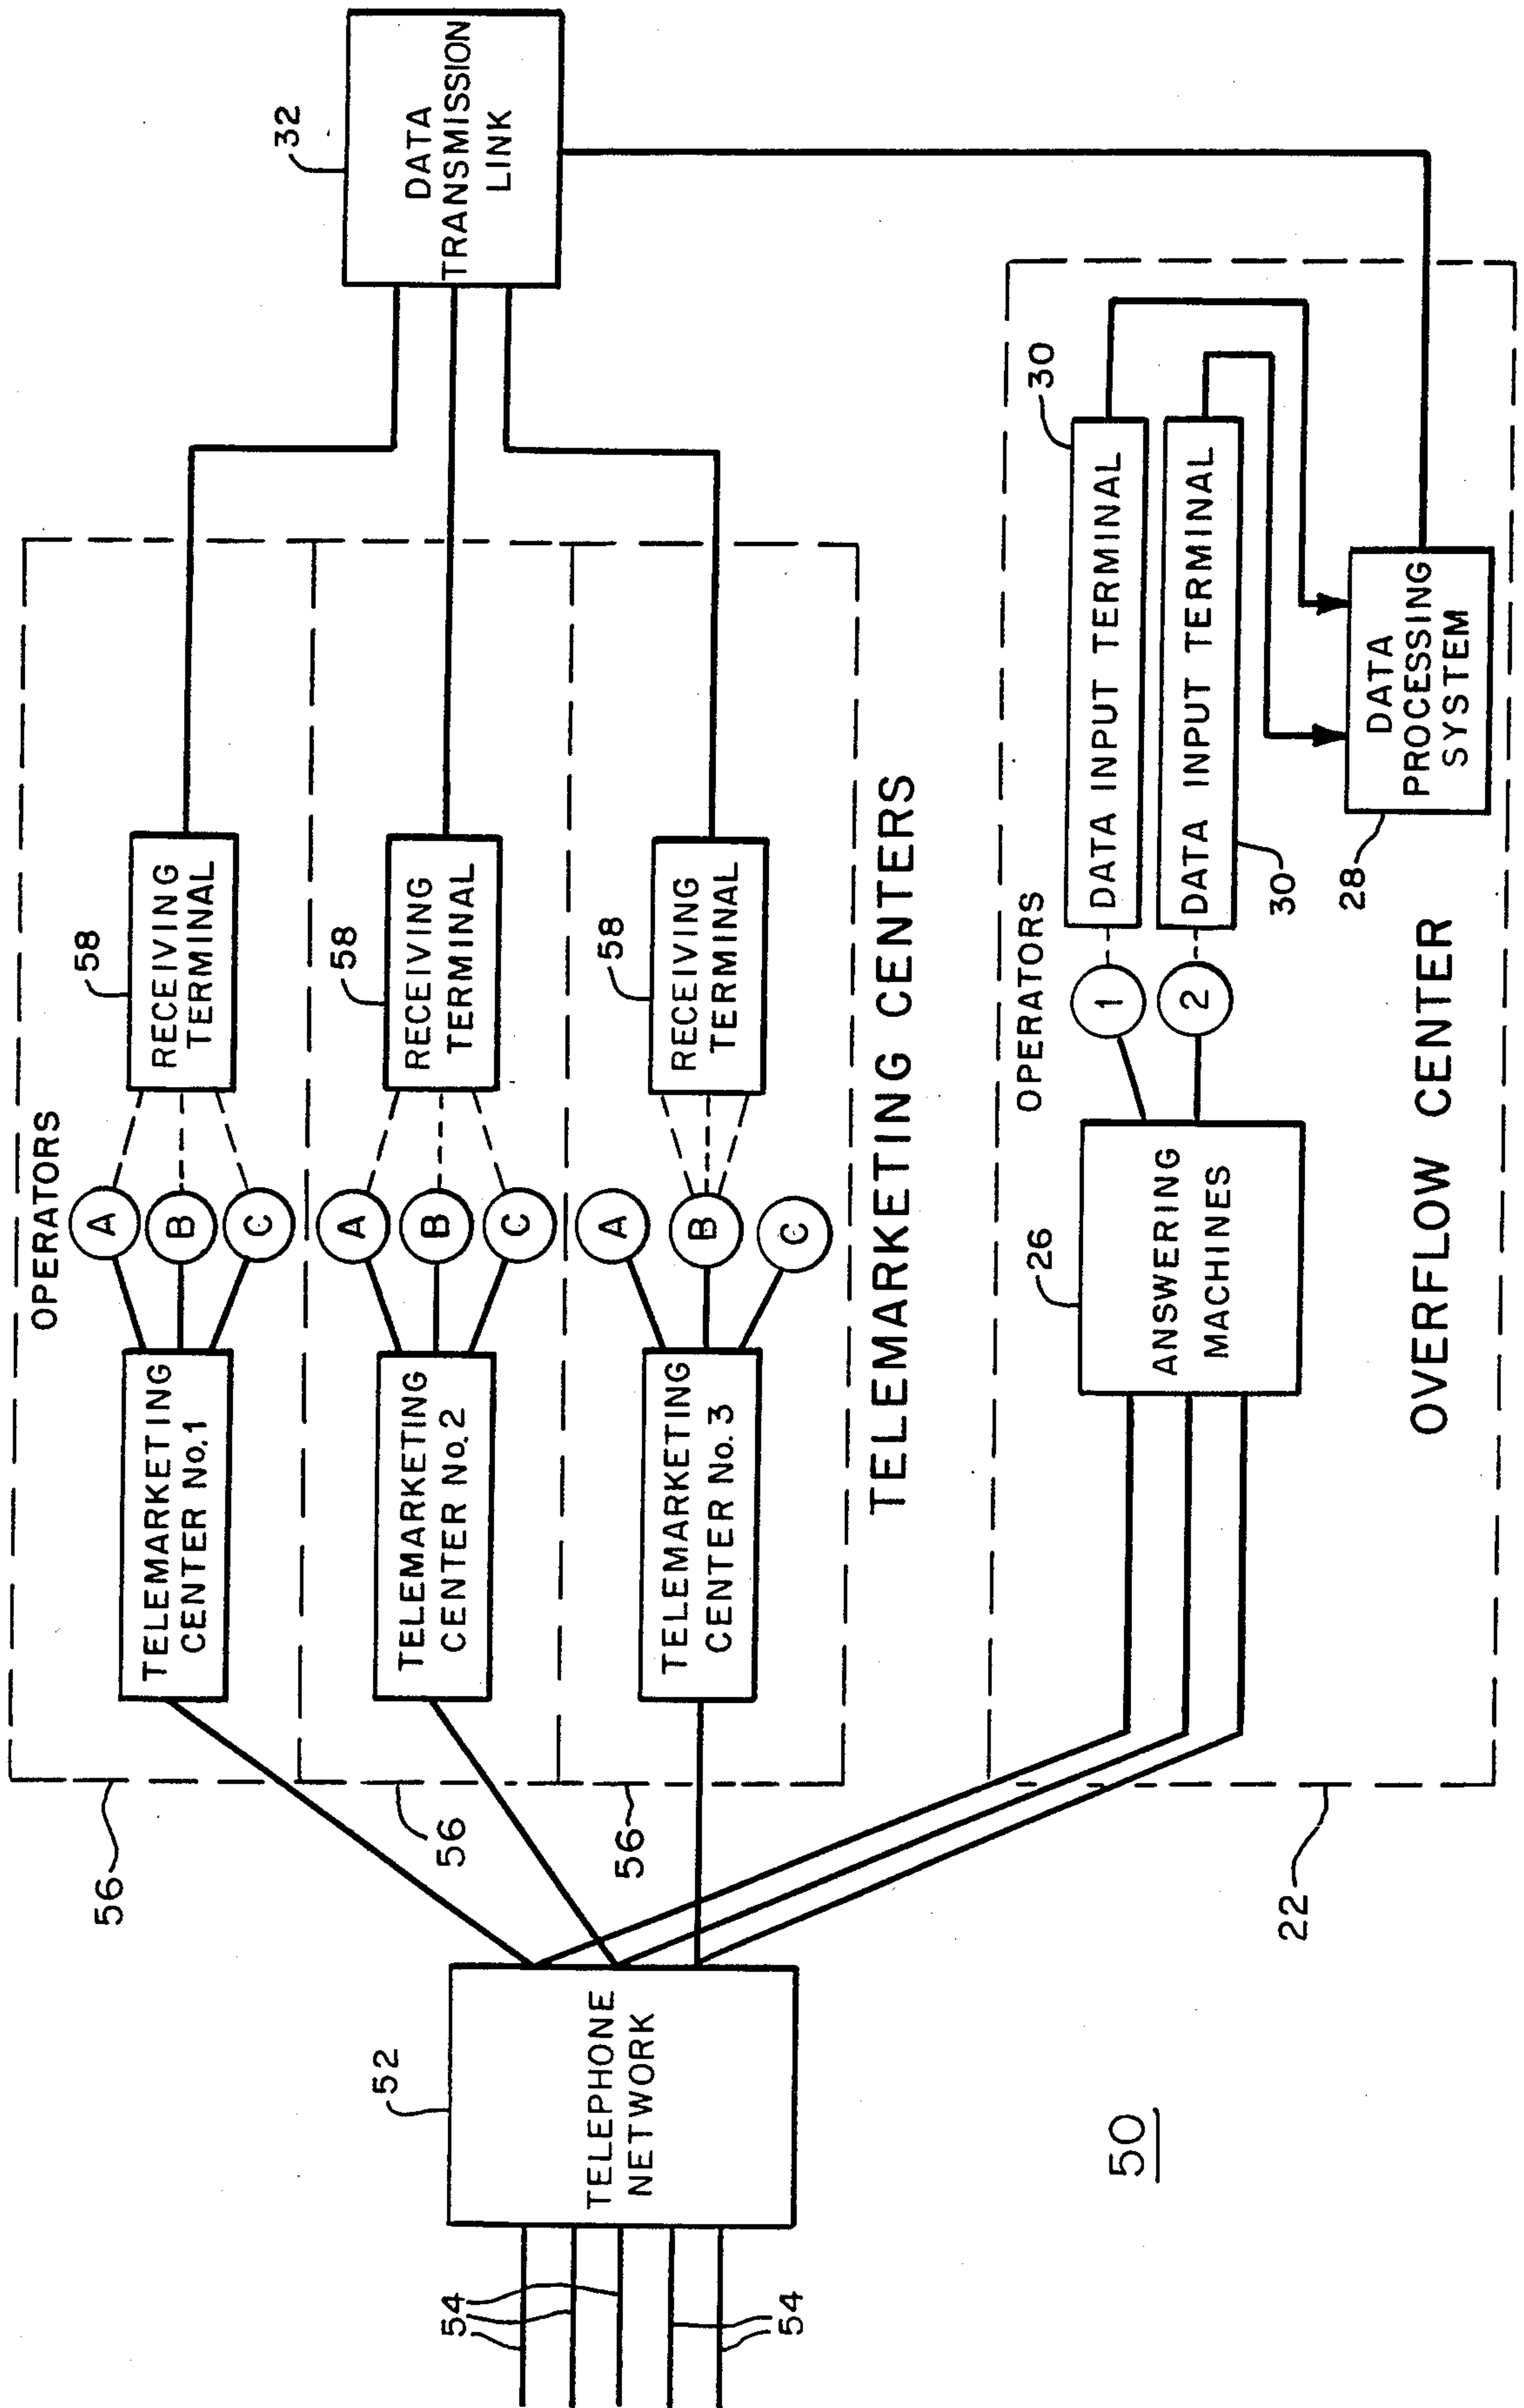 OPERATORS
TELEMARKETING
CENTER No. 1
A
B
C
RECEIVING
TERMINAL
58
56
TELEMARKETING
CENTER No. 2
A
B
C
RECEIVING
TERMINAL
58
56
TELEMARKETING
CENTER No. 3
A
B
C
RECEIVING
TERMINAL
58
56
TELEMARKETING CENTERS
32
DATA
TRANSMISSION
LINK
52
TELEPHONE
NETWORK
54
54
OPERATORS
26
ANSWERING
MACHINES
1
2
30
DATA INPUT TERMINAL
DATA INPUT TERMINAL
30
DATA
PROCESSING
SYSTEM
28
OVERFLOW CENTER
22
50